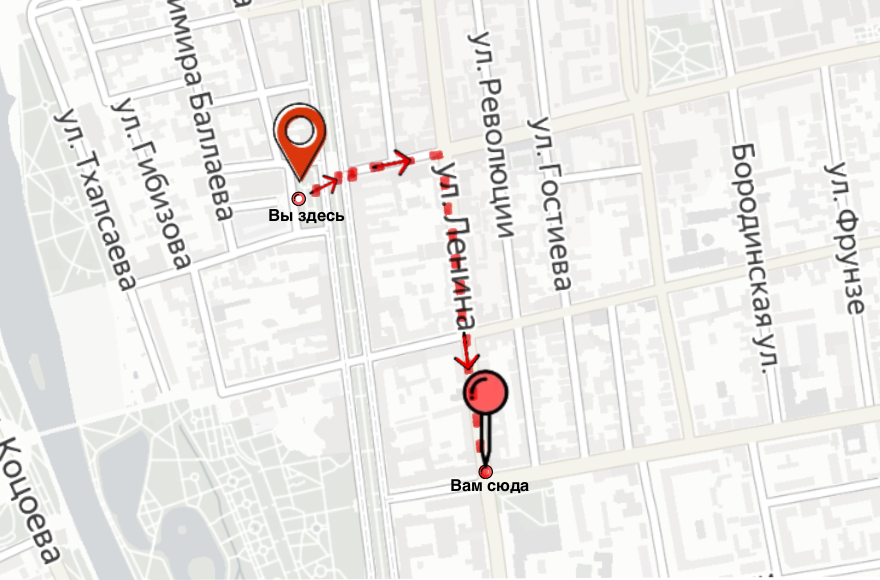 имира Баллаева
ул. Революции
ул. Тхапсаева
ул. Гибизова
ул. Гостиева
Бородинская ул.
ул. Фрунзе
ул. Ленина
Вы здесь
Коцоева
Вам сюда